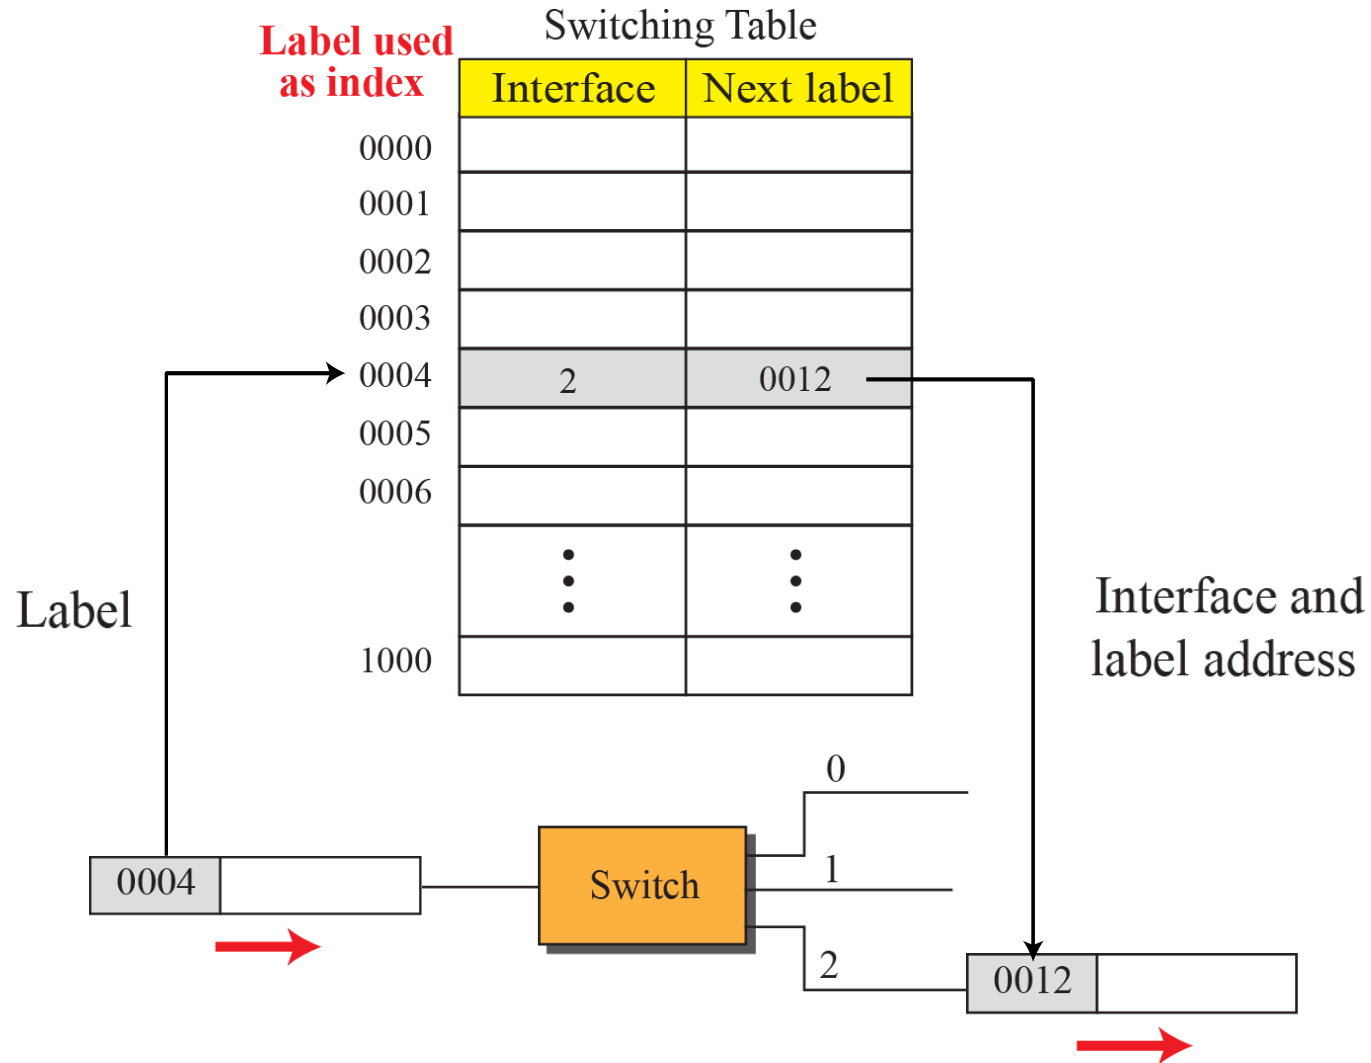 Switching Table
Label used
as index
Interface Next label
0000
0001
0002
0003
0004 2 0012
0005
0006
1000
Label
Interface and
label address
0
1
2
0004
Switch
0012